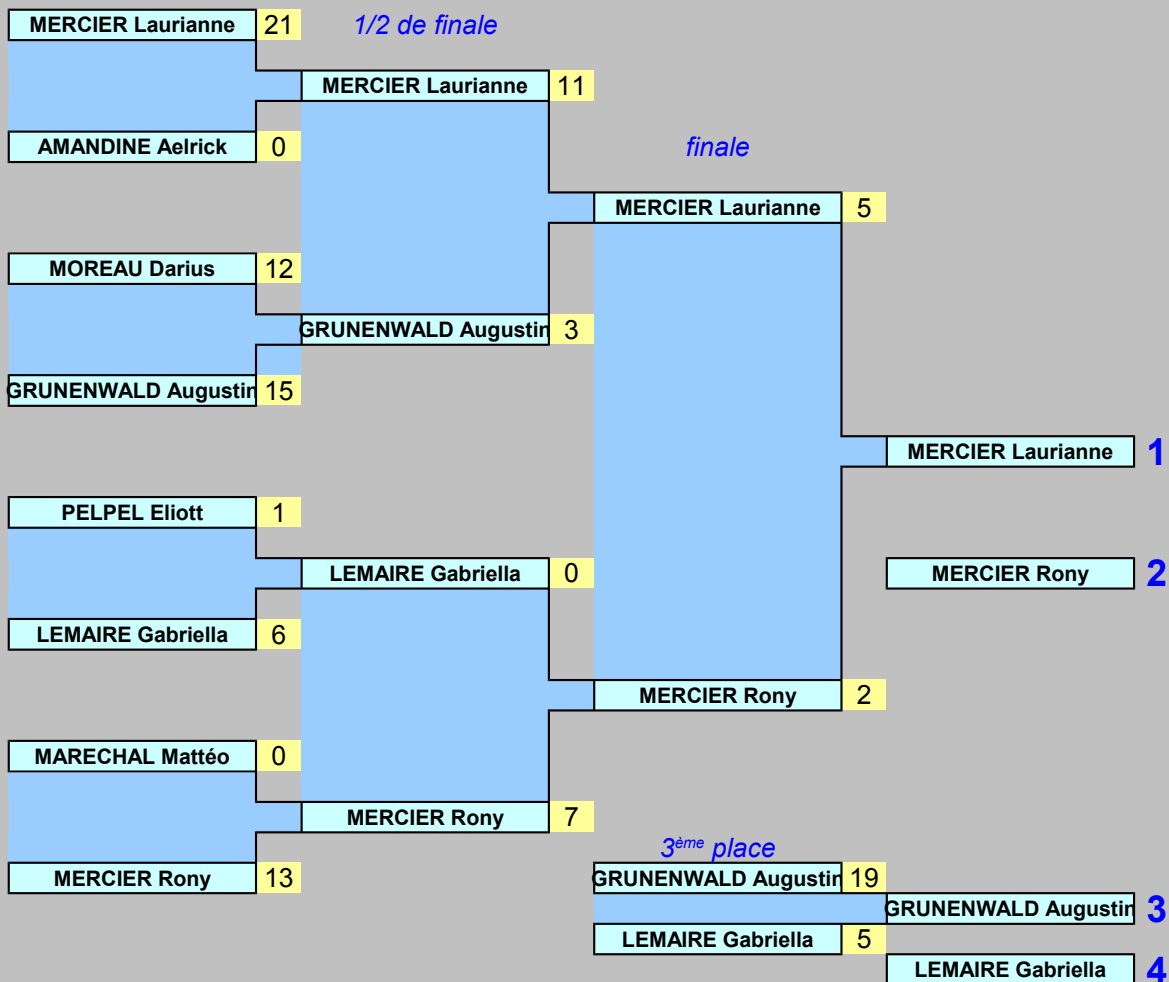 MERCIER Laurianne 21 1/2 de finale
MERCIER Laurianne 11
AMANDINE Aelrick 0 finale
MERCIER Laurianne 5
MOREAU Darius 12
GRUNENWALD Augustin 3
GRUNENWALD Augustin 15
MERCIER Laurianne 1
PELPEL Eliott 1
LEMAIRE Gabriella 0 MERCIER Rony 2
LEMAIRE Gabriella 6
MERCIER Rony 2
MARECHAL Mattéo 0
MERCIER Rony 7
3ème place
MERCIER Rony 13 GRUNENWALD Augustin 19
GRUNENWALD Augustin 3
LEMAIRE Gabriella 5
LEMAIRE Gabriella 4